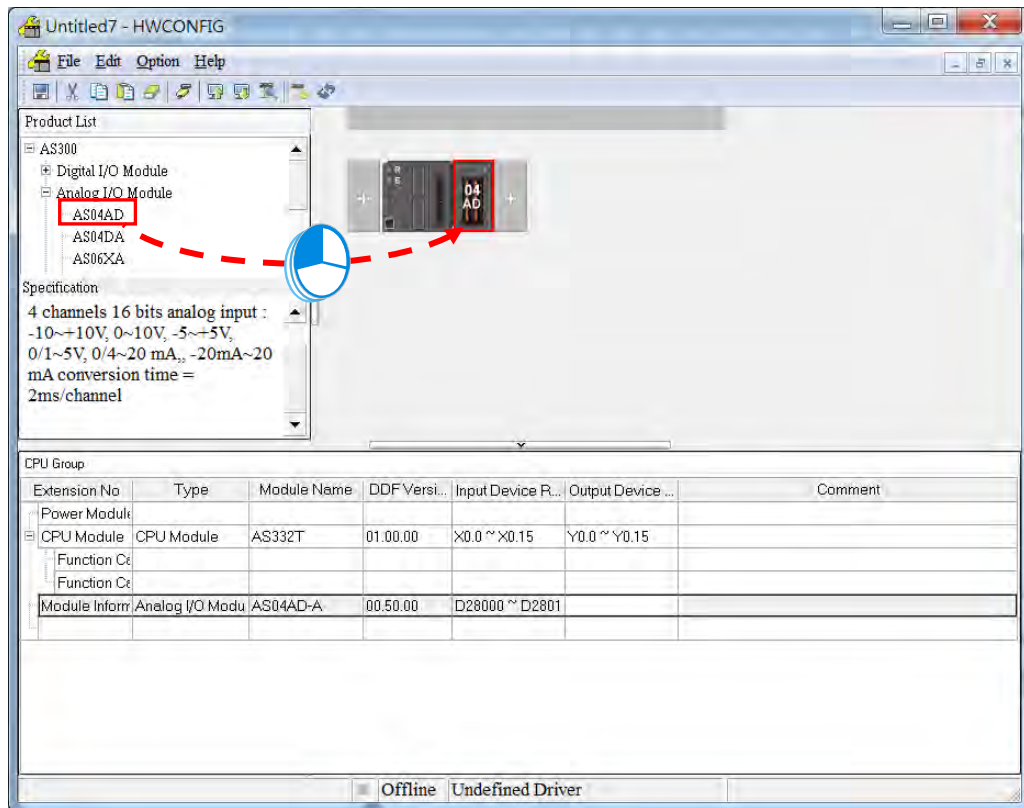 Untitled7 - HWCONFIG
File Edit Option Help
Product List
AS300
Digital I/O Module
Analog I/O Module
AS04AD
AS04DA
AS06XA
04
AD
Specification
4 channels 16 bits analog input :
-10~+10V, 0~10V, -5~+5V,
0/1~5V, 0/4~20 mA,, -20mA~20
mA conversion time =
2ms/channel
CPU Group
Extension No Type Module Name DDF Versi... Input Device R... Output Device ... Comment
Power Module
CPU Module CPU Module AS332T 01.00.00 X0.0 ~ X0.15 Y0.0 ~ Y0.15
Function Ca
Function Ca
Module Inform Analog I/O Modu AS04AD-A 00.50.00 D28000 ~ D2801
Offline Undefined Driver